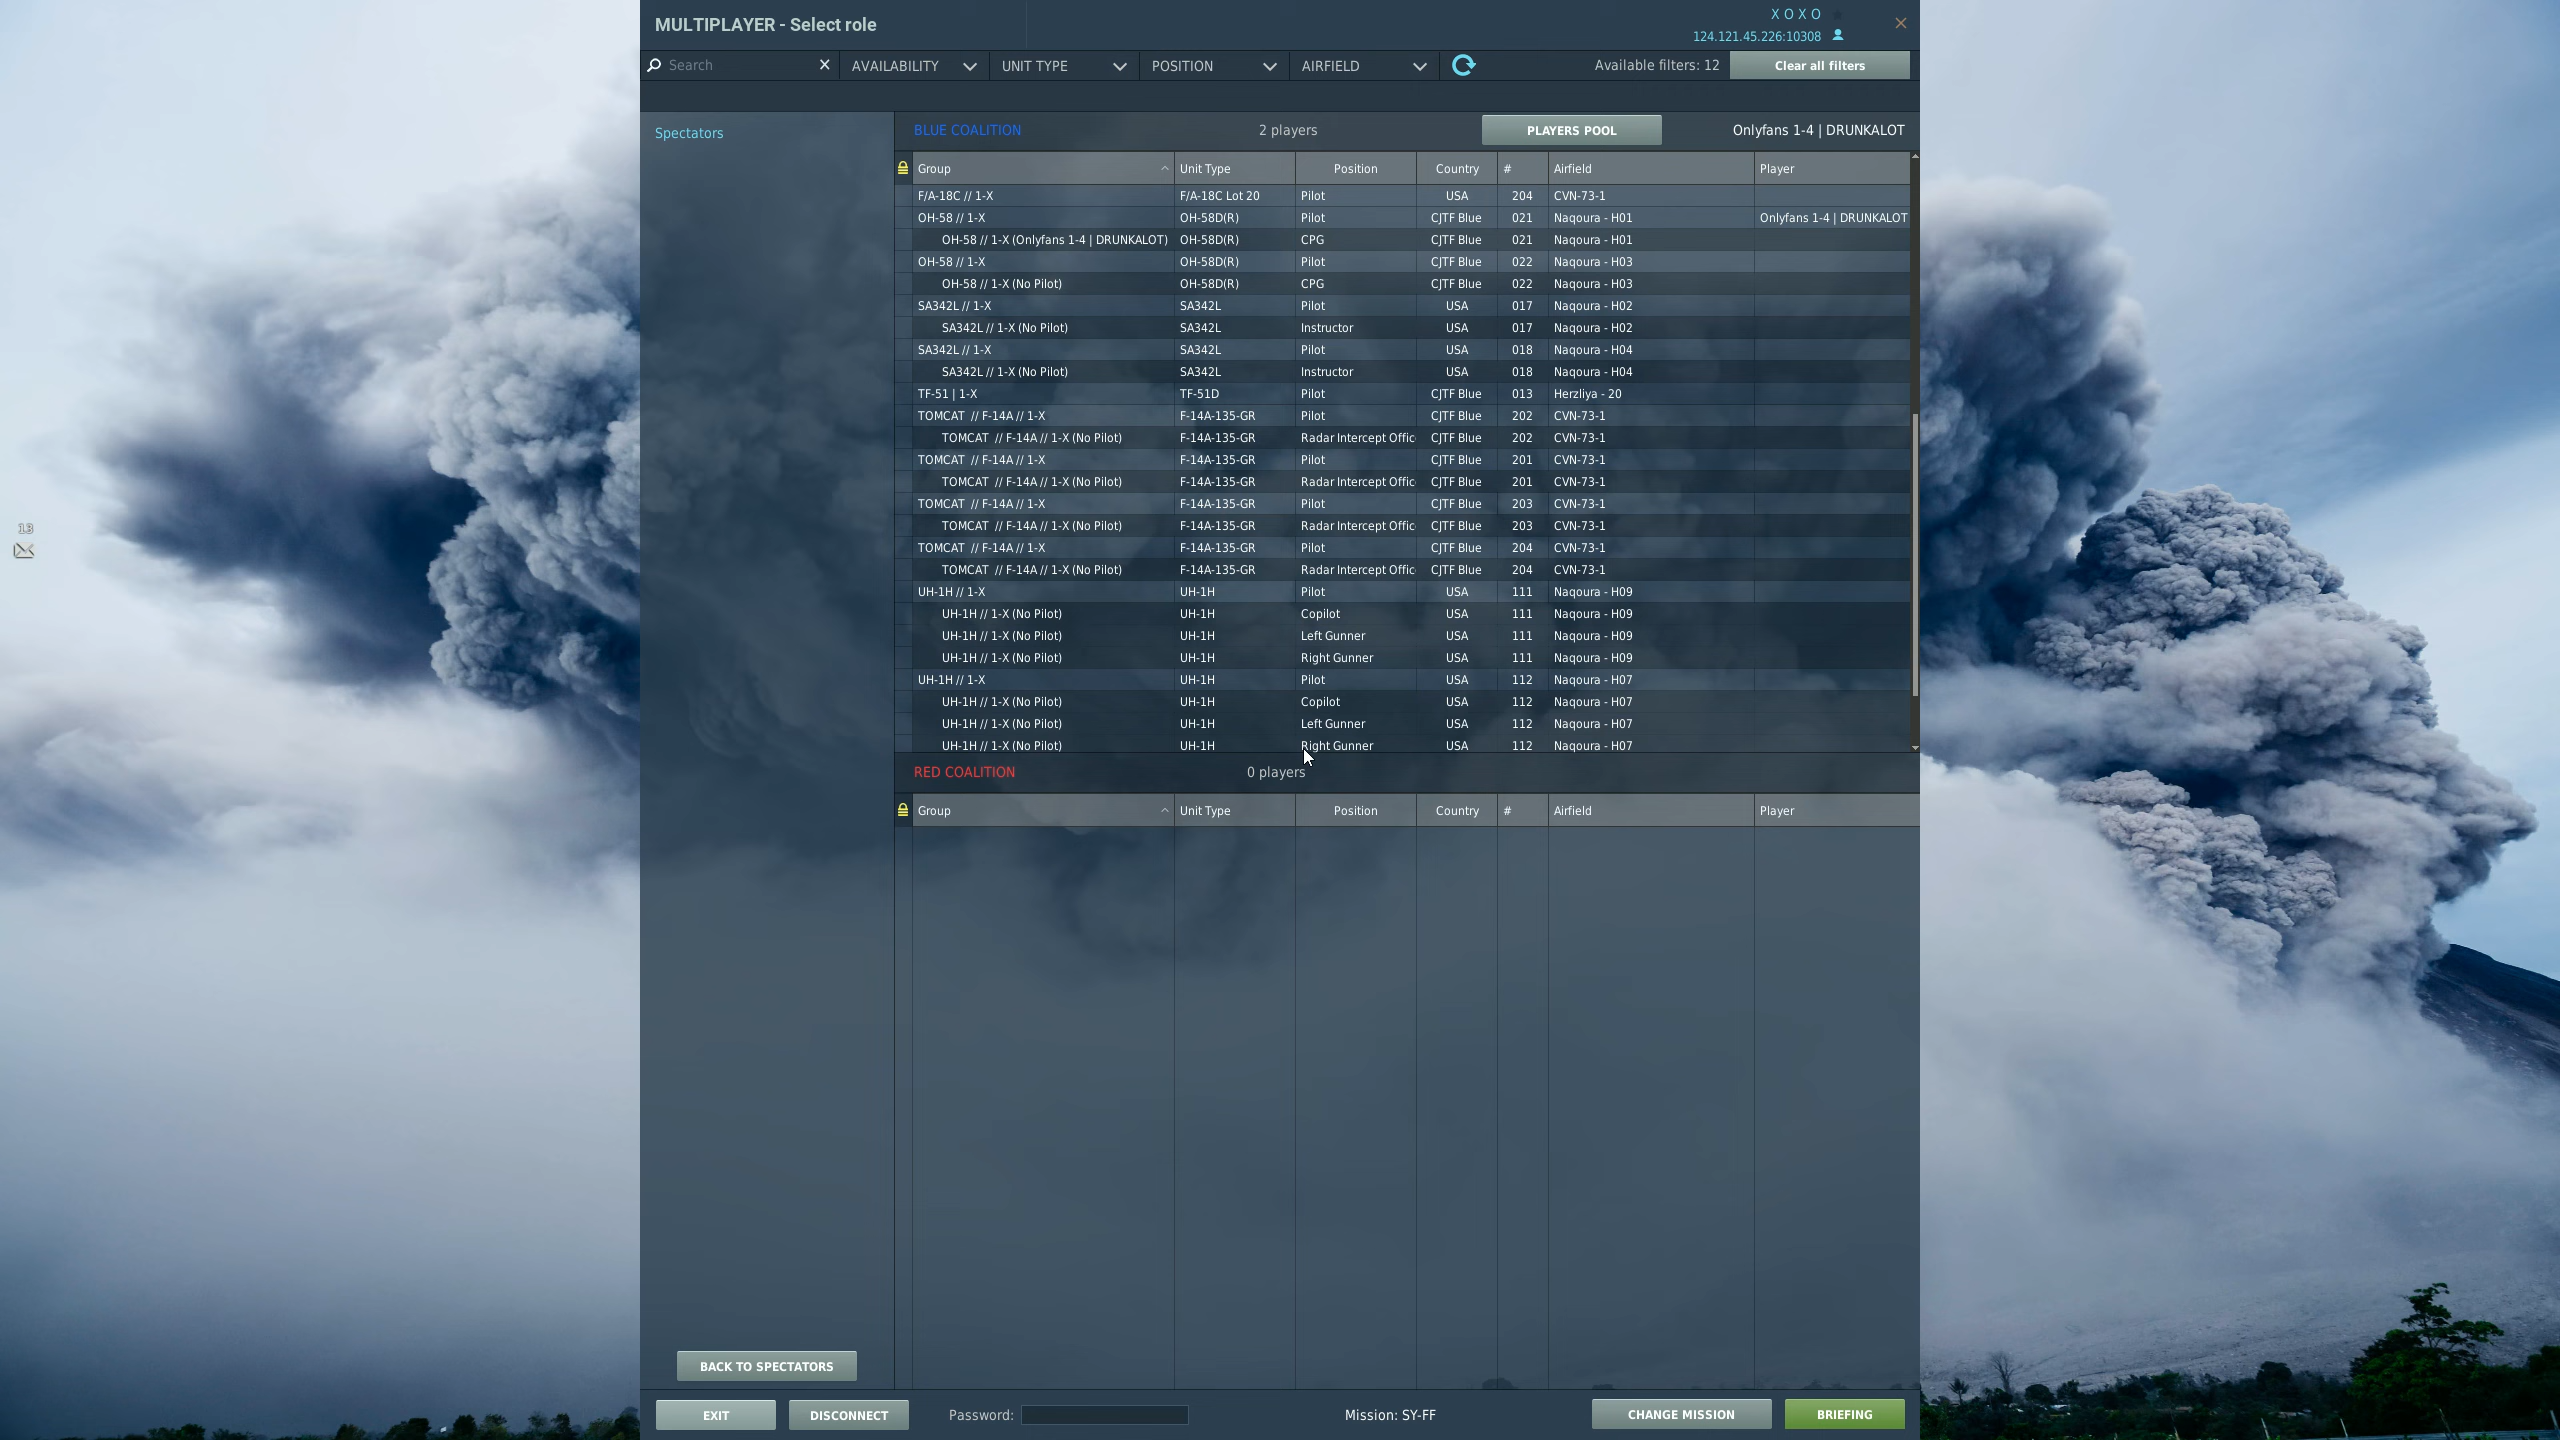 MULTIPLAYER - Select role
X O X O
124.121.45.226:10308
Search
AVAILABILITY
UNIT TYPE
POSITION
AIRFIELD
Available filters: 12
Clear all filters
Spectators
BLUE COALITION 2 players PLAYERS POOL Onlyfans 1-4 | DRUNKALOT
Group Unit Type Position Country # Airfield Player
F/A-18C // 1-X F/A-18C Lot 20 Pilot USA 204 CVN-73-1
OH-58 // 1-X OH-58D(R) Pilot CJTF Blue 021 Naqoura - H01 Onlyfans 1-4 | DRUNKALOT
OH-58 // 1-X (Onlyfans 1-4 | DRUNKALOT) OH-58D(R) CPG CJTF Blue 021 Naqoura - H01
OH-58 // 1-X OH-58D(R) Pilot CJTF Blue 022 Naqoura - H03
OH-58 // 1-X (No Pilot) OH-58D(R) CPG CJTF Blue 022 Naqoura - H03
SA342L // 1-X SA342L Pilot USA 017 Naqoura - H02
SA342L // 1-X (No Pilot) SA342L Instructor USA 017 Naqoura - H02
SA342L // 1-X SA342L Pilot USA 018 Naqoura - H04
SA342L // 1-X (No Pilot) SA342L Instructor USA 018 Naqoura - H04
TF-51 | 1-X TF-51D Pilot CJTF Blue 013 Herzliya - 20
TOMCAT // F-14A // 1-X F-14A-135-GR Pilot CJTF Blue 202 CVN-73-1
TOMCAT // F-14A // 1-X (No Pilot) F-14A-135-GR Radar Intercept Offic CJTF Blue 202 CVN-73-1
TOMCAT // F-14A // 1-X F-14A-135-GR Pilot CJTF Blue 201 CVN-73-1
TOMCAT // F-14A // 1-X (No Pilot) F-14A-135-GR Radar Intercept Offic CJTF Blue 201 CVN-73-1
TOMCAT // F-14A // 1-X F-14A-135-GR Pilot CJTF Blue 203 CVN-73-1
TOMCAT // F-14A // 1-X (No Pilot) F-14A-135-GR Radar Intercept Offic CJTF Blue 203 CVN-73-1
TOMCAT // F-14A // 1-X F-14A-135-GR Pilot CJTF Blue 204 CVN-73-1
TOMCAT // F-14A // 1-X (No Pilot) F-14A-135-GR Radar Intercept Offic CJTF Blue 204 CVN-73-1
UH-1H // 1-X UH-1H Pilot USA 111 Naqoura - H09
UH-1H // 1-X (No Pilot) UH-1H Copilot USA 111 Naqoura - H09
UH-1H // 1-X (No Pilot) UH-1H Left Gunner USA 111 Naqoura - H09
UH-1H // 1-X (No Pilot) UH-1H Right Gunner USA 111 Naqoura - H09
UH-1H // 1-X UH-1H Pilot USA 112 Naqoura - H07
UH-1H // 1-X (No Pilot) UH-1H Copilot USA 112 Naqoura - H07
UH-1H // 1-X (No Pilot) UH-1H Left Gunner USA 112 Naqoura - H07
UH-1H // 1-X (No Pilot) UH-1H Right Gunner USA 112 Naqoura - H07
RED COALITION 0 players
Group Unit Type Position Country # Airfield Player
13
BACK TO SPECTATORS
EXIT
DISCONNECT
Password:
Mission: SY-FF
CHANGE MISSION
BRIEFING